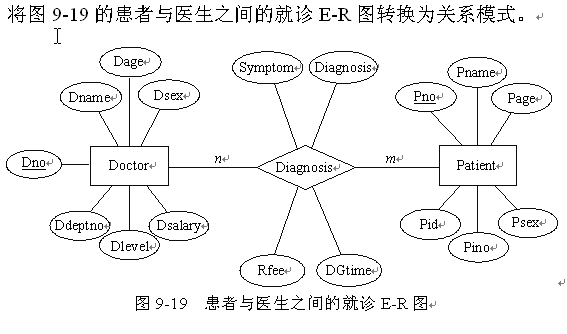 将图 9-19 的患者与医生之间的就诊 E-R 图转换为关系模式。
Dage
Symptom
Diagnosis
Pname
Dname
Dsex
Pno
Page
Dno
Doctor
n
Diagnosis
m
Patient
Ddeptno
Dsalary
Pid
Psex
Dlevel
Pino
Rfee
DGtime
图 9-19 患者与医生之间的就诊 E-R 图